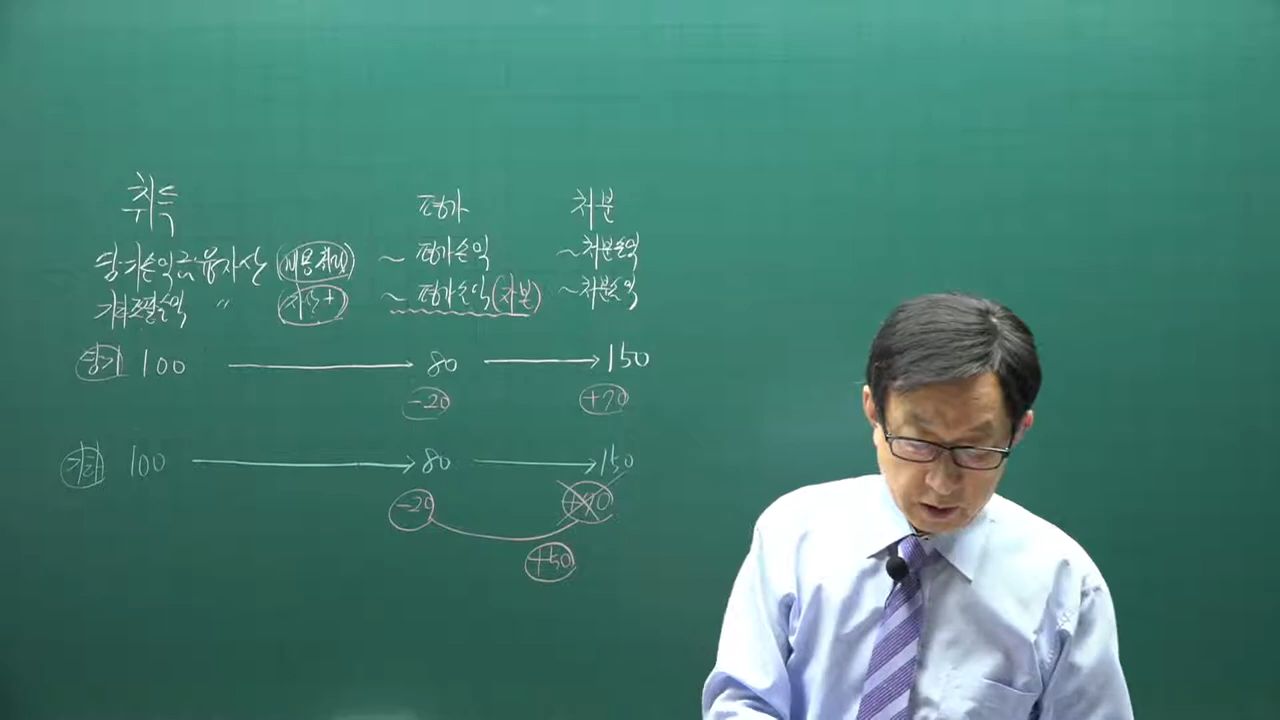 취득 평가 처분
당기손익금융자산 (비용처리) ~ 평가손익 ~ 처분손익
기타포괄손익 〃 자산+ ~ 평가손익(자본) ~ 처분손익
당기 100 → 80 → 150
-20 +70
기타 100 → 80 → 150
-20 +70
+50